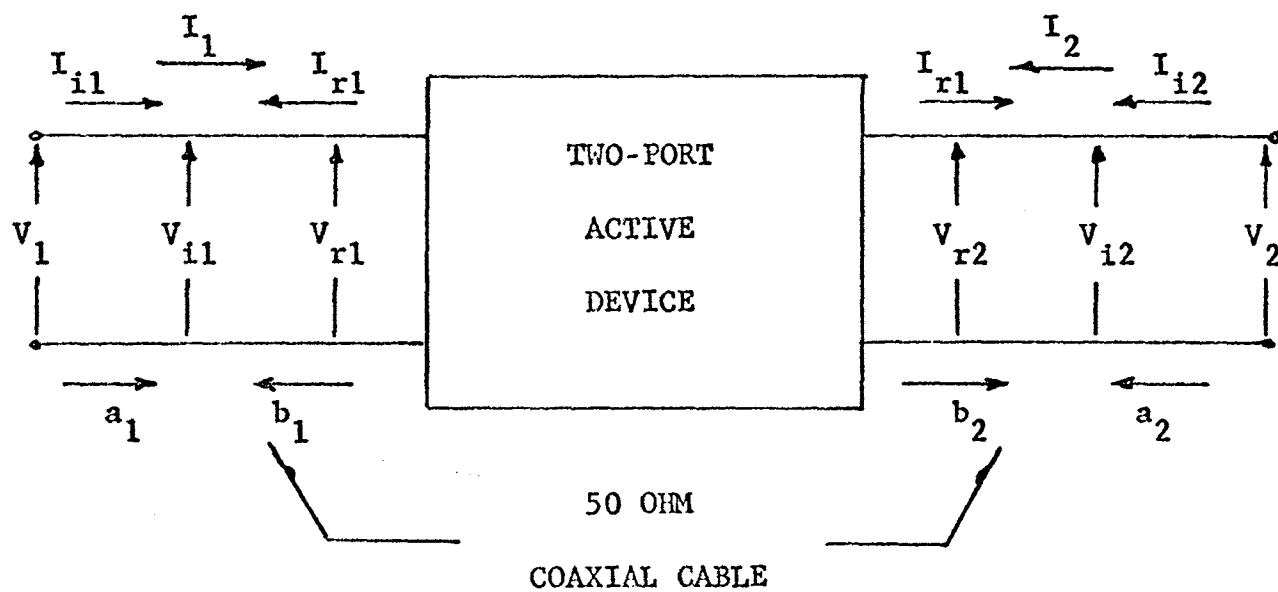 I1
Ii1
Ir1
I2
Ir1
Ii2
TWO-PORT
ACTIVE
DEVICE
V1
Vi1
Vr1
Vr2
Vi2
V2
a1
b1
b2
a2
50 OHM
COAXIAL CABLE